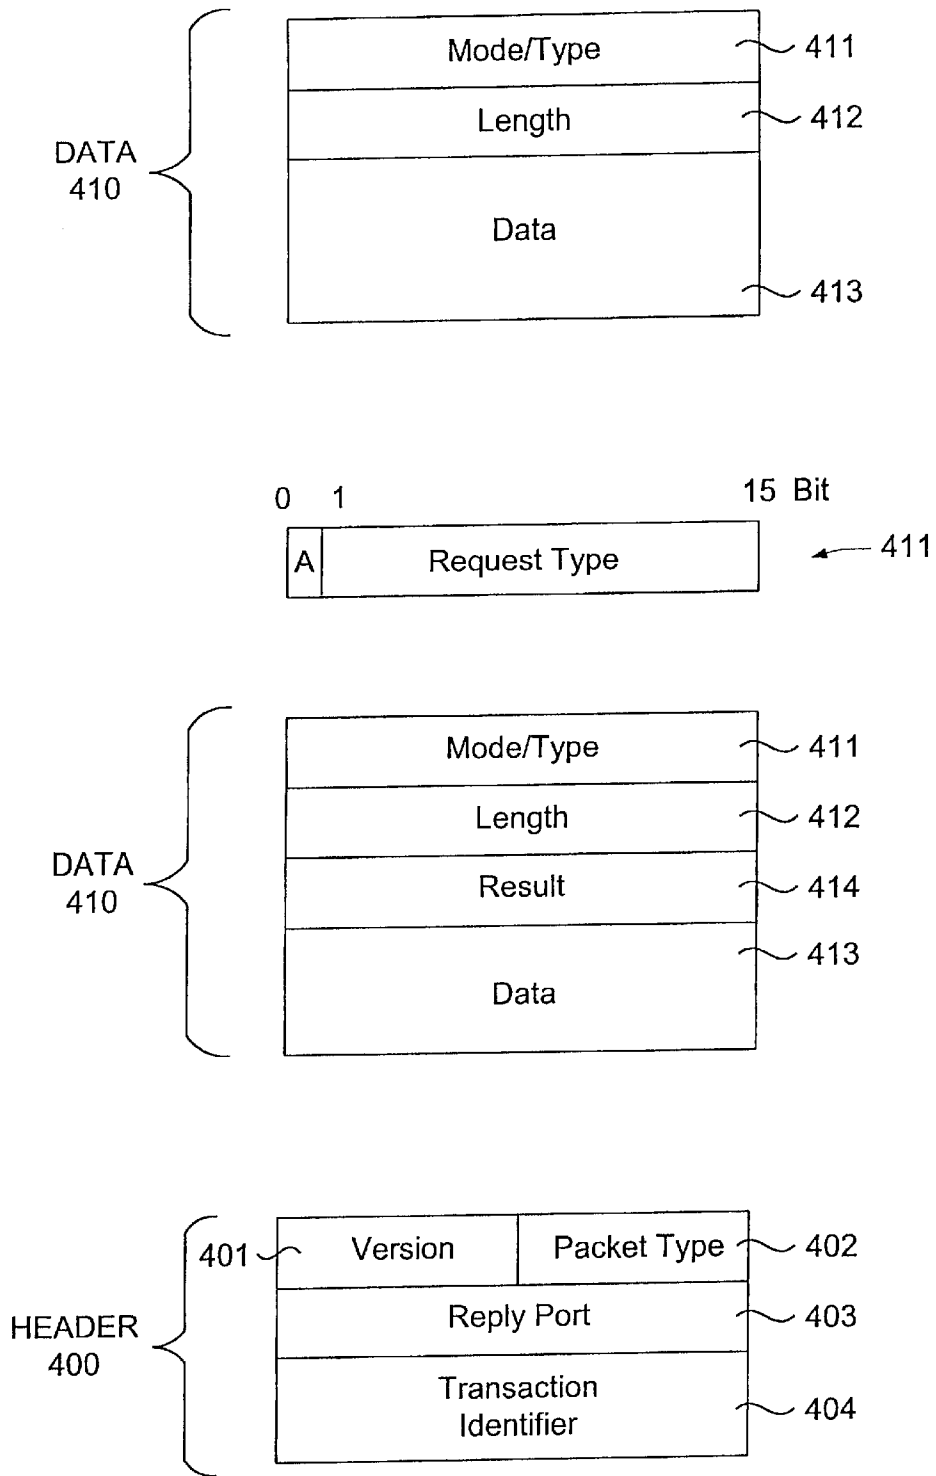 Mode/Type 411
Length 412
DATA
410
Data
413
0 1 15 Bit
A Request Type 411
Mode/Type 411
Length 412
DATA
410
Result 414
413
Data
401 Version Packet Type 402
HEADER
400
Reply Port 403
Transaction
Identifier 404